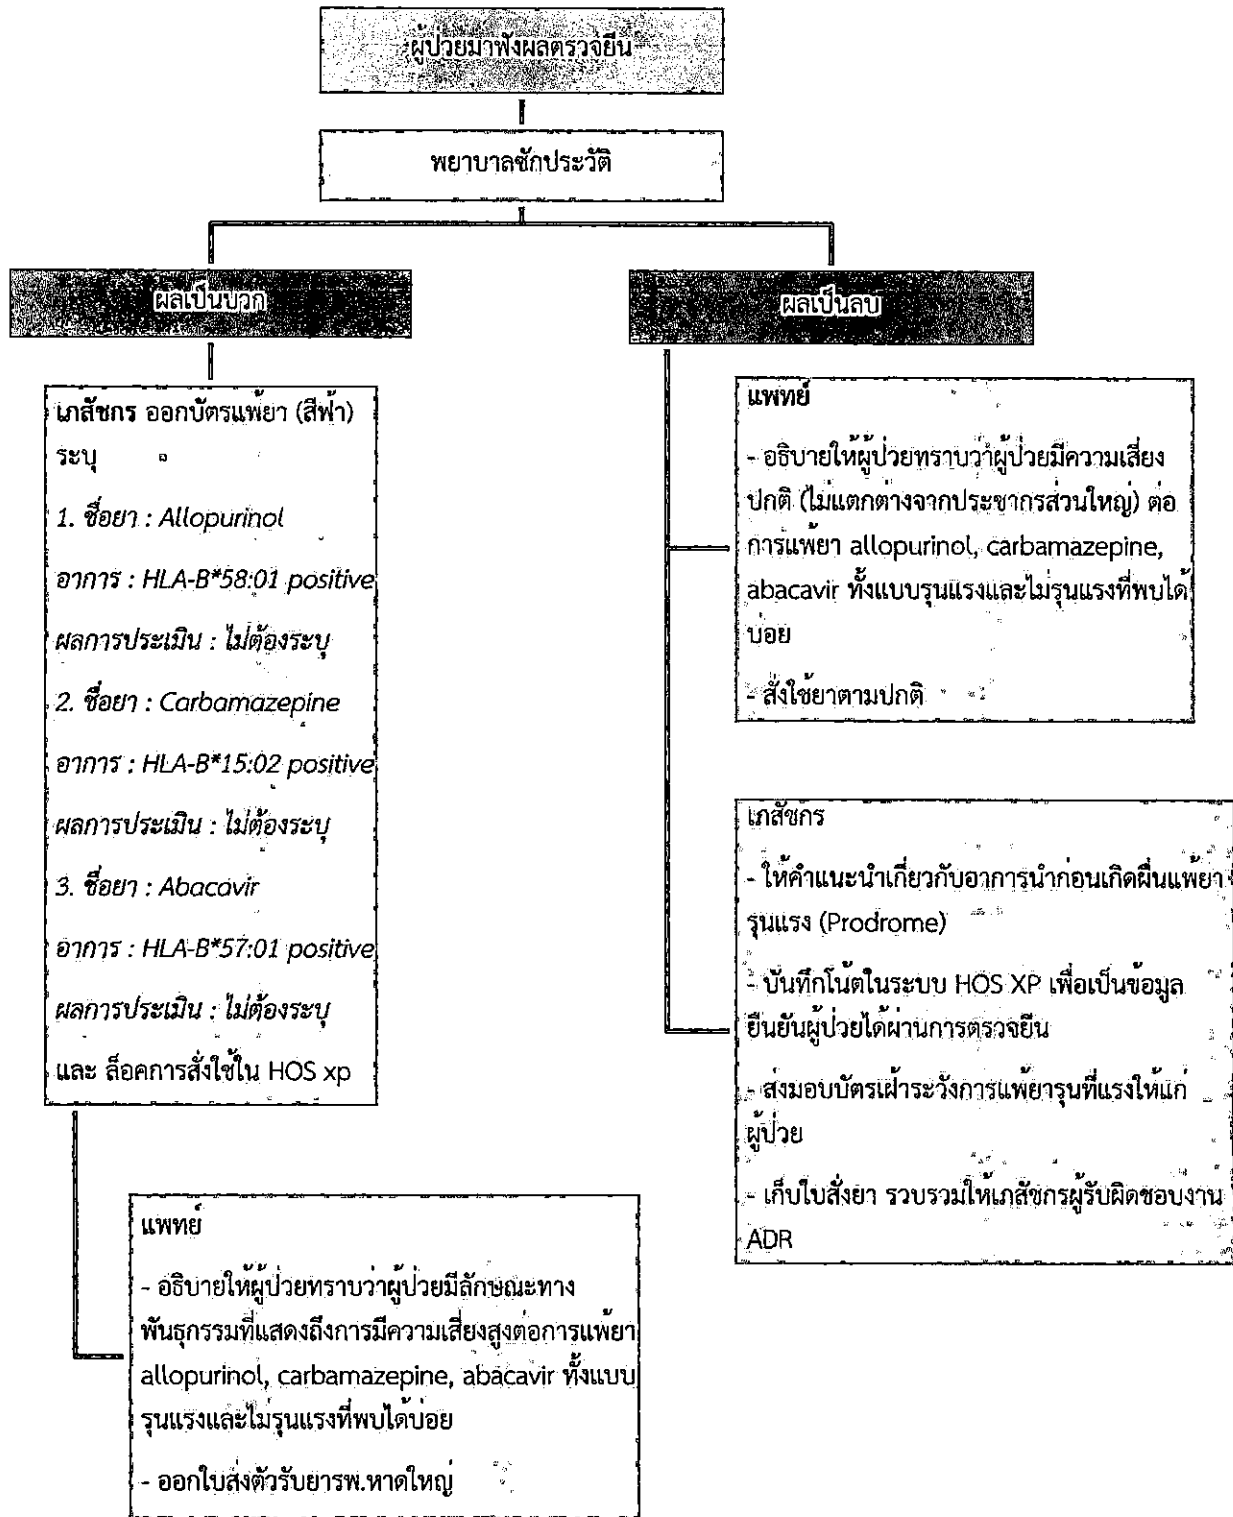 ผู้ป่วยมาฟังผลตรวจยีน
พยาบาลซักประวัติ
ผลเป็นบวก
เภสัชกร ออกบัตรแพ้ยา (สีฟ้า)
ระบุ
1. ชื่อยา : Allopurinol
อาการ : HLA-B*58:01 positive
ผลการประเมิน : ไม่ต้องระบุ
2. ชื่อยา : Carbamazepine
อาการ : HLA-B*15:02 positive
ผลการประเมิน : ไม่ต้องระบุ
3. ชื่อยา : Abacavir
อาการ : HLA-B*57:01 positive
ผลการประเมิน : ไม่ต้องระบุ
และ ล็อคการสั่งใช้ใน HOS xp
แพทย์
- อธิบายให้ผู้ป่วยทราบว่าผู้ป่วยมีลักษณะทาง
พันธุกรรมที่แสดงถึงการมีความเสี่ยงสูงต่อการแพ้ยา
allopurinol, carbamazepine, abacavir ทั้งแบบ
รุนแรงและไม่รุนแรงที่พบได้บ่อย
- ออกใบส่งตัวรับยารพ.หาดใหญ่
ผลเป็นลบ
แพทย์
- อธิบายให้ผู้ป่วยทราบว่าผู้ป่วยมีความเสี่ยง
ปกติ (ไม่แตกต่างจากประชากรส่วนใหญ่) ต่อ
การแพ้ยา allopurinol, carbamazepine,
abacavir ทั้งแบบรุนแรงและไม่รุนแรงที่พบได้
บ่อย
- สั่งใช้ยาตามปกติ
เภสัชกร
- ให้คำแนะนำเกี่ยวกับอาการนำก่อนเกิดผื่นแพ้ยา
รุนแรง (Prodrome)
- บันทึกโน้ตในระบบ HOS XP เพื่อเป็นข้อมูล
ยืนยันผู้ป่วยได้ผ่านการตรวจยีน
- ส่งมอบบัตรเฝ้าระวังการแพ้ยารุนที่แรงให้แก่
ผู้ป่วย
- เก็บใบสั่งยา รวบรวมให้เภสัชกรผู้รับผิดชอบงาน
ADR